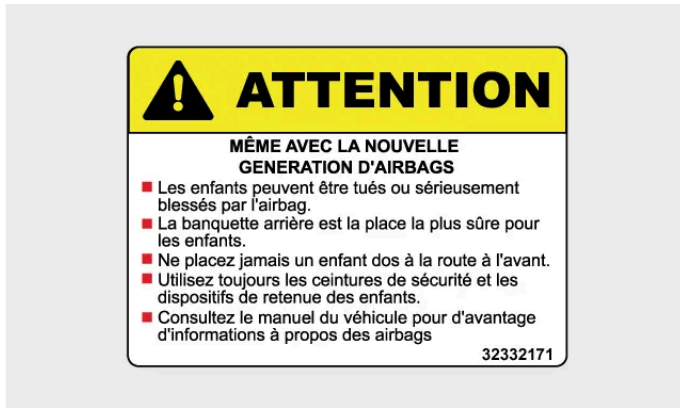 ATTENTION
MÊME AVEC LA NOUVELLE
GENERATION D'AIRBAGS
Les enfants peuvent être tués ou sérieusement
blessés par l'airbag.
La banquette arrière est la place la plus sûre pour
les enfants.
Ne placez jamais un enfant dos à la route à l'avant.
Utilisez toujours les ceintures de sécurité et les
dispositifs de retenue des enfants.
Consultez le manuel du véhicule pour d'avantage
d'informations à propos des airbags
32332171